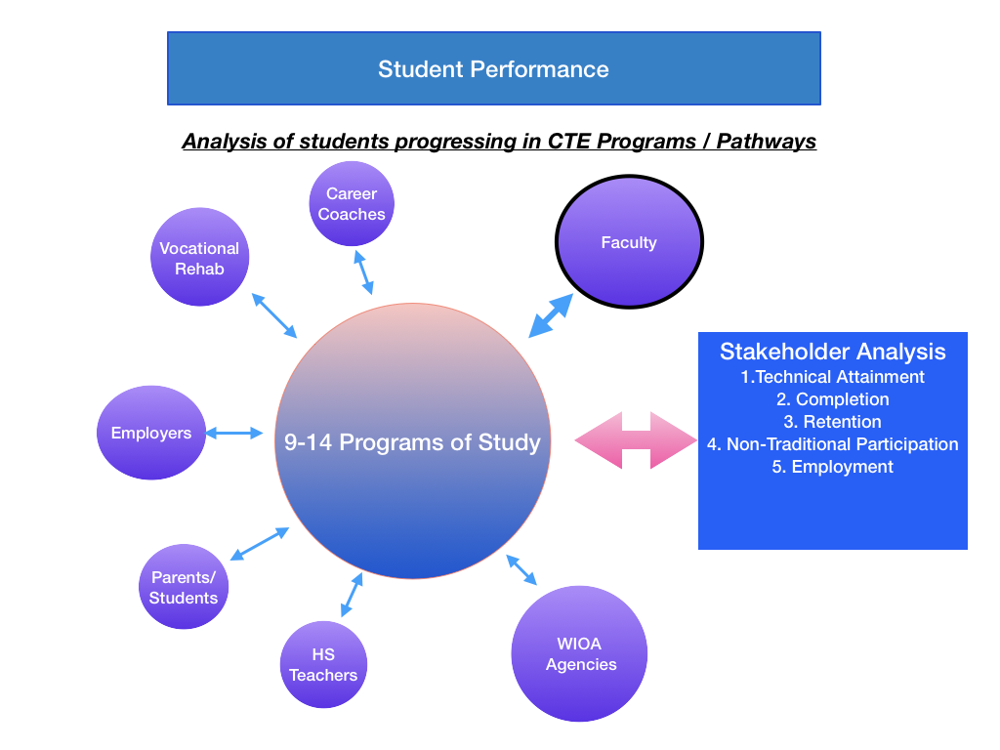 Student Performance
Analysis of students progressing in CTE Programs / Pathways
Career
Coaches
Vocational
Rehab
Faculty
Employers
9-14 Programs of Study
Stakeholder Analysis
1.Technical Attainment
2. Completion
3. Retention
4. Non-Traditional Participation
5. Employment
Parents/
Students
HS
Teachers
WIOA
Agencies